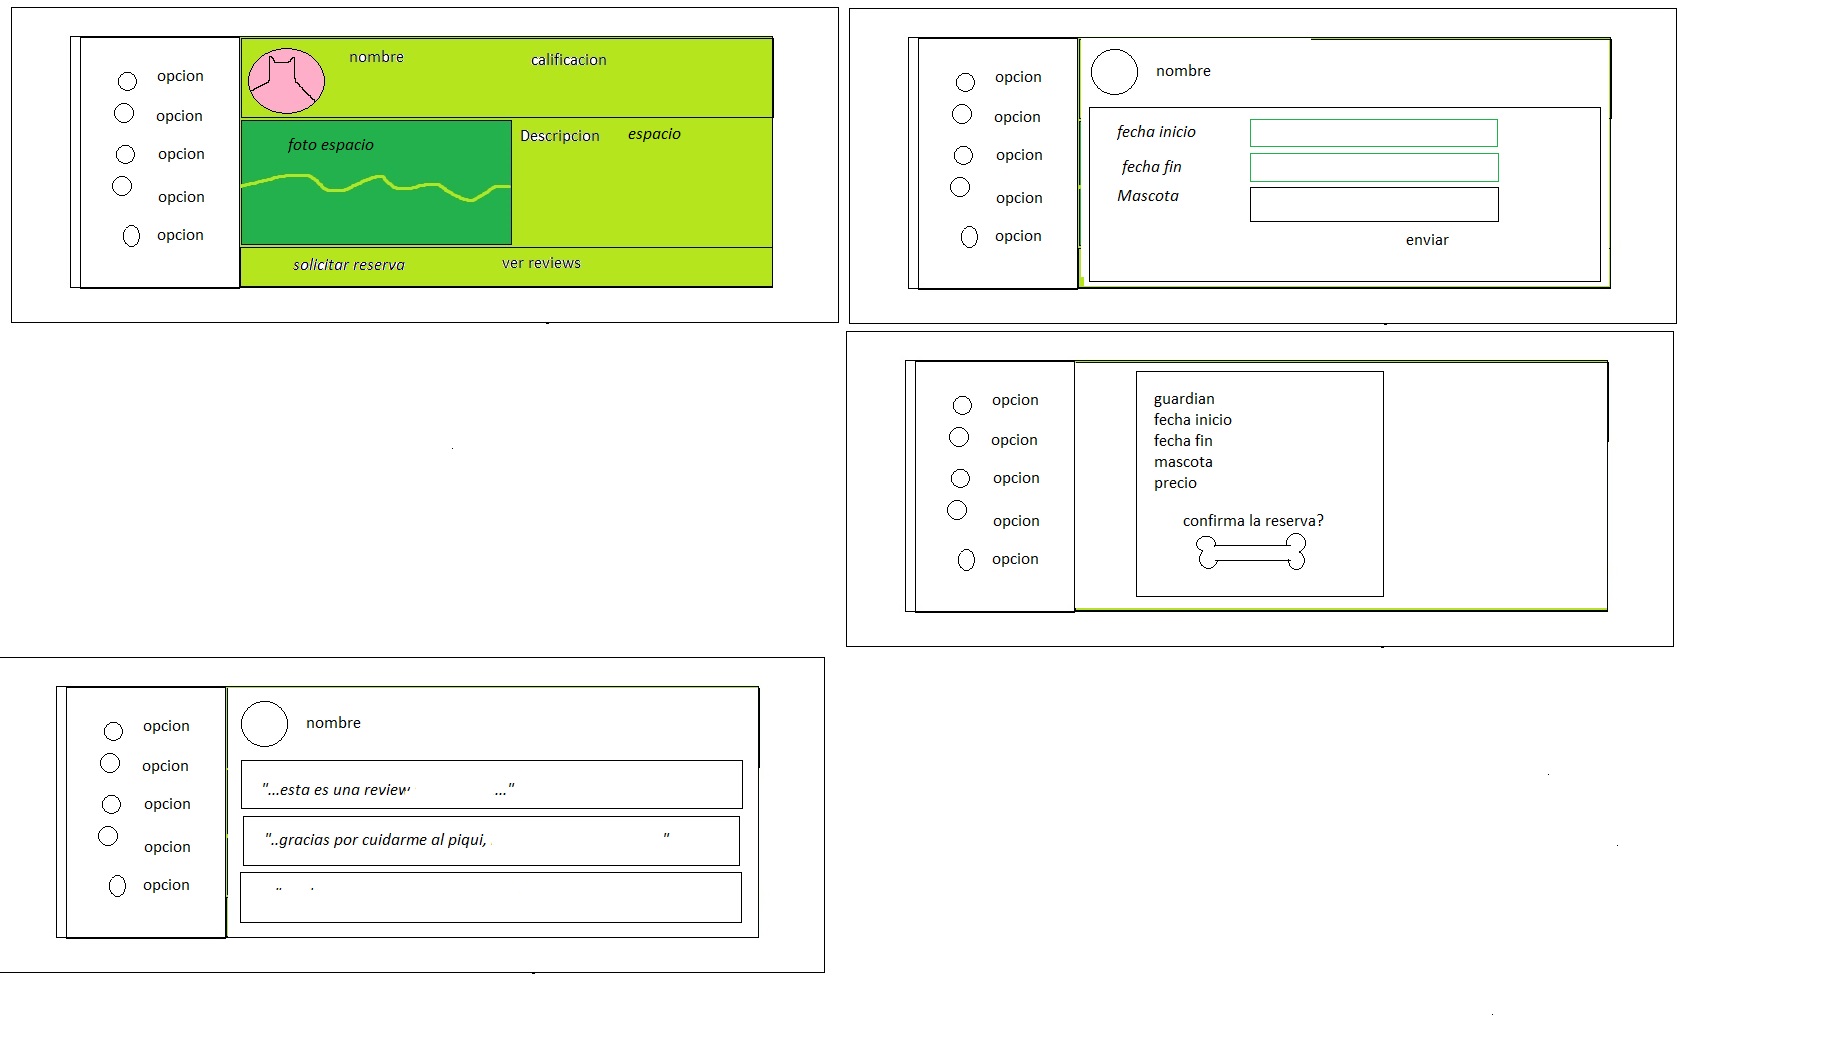 nombre
calificacion
opcion
opcion
opcion
opcion
opcion
foto espacio
Descripcion espacio
solicitar reserva
ver reviews
opcion
opcion
opcion
opcion
opcion
nombre
fecha inicio
fecha fin
Mascota
enviar
opcion
opcion
opcion
opcion
opcion
guardian
fecha inicio
fecha fin
mascota
precio
confirma la reserva?
opcion
opcion
opcion
opcion
opcion
nombre
"...esta es una review ..."
"..gracias por cuidarme al piqui, "